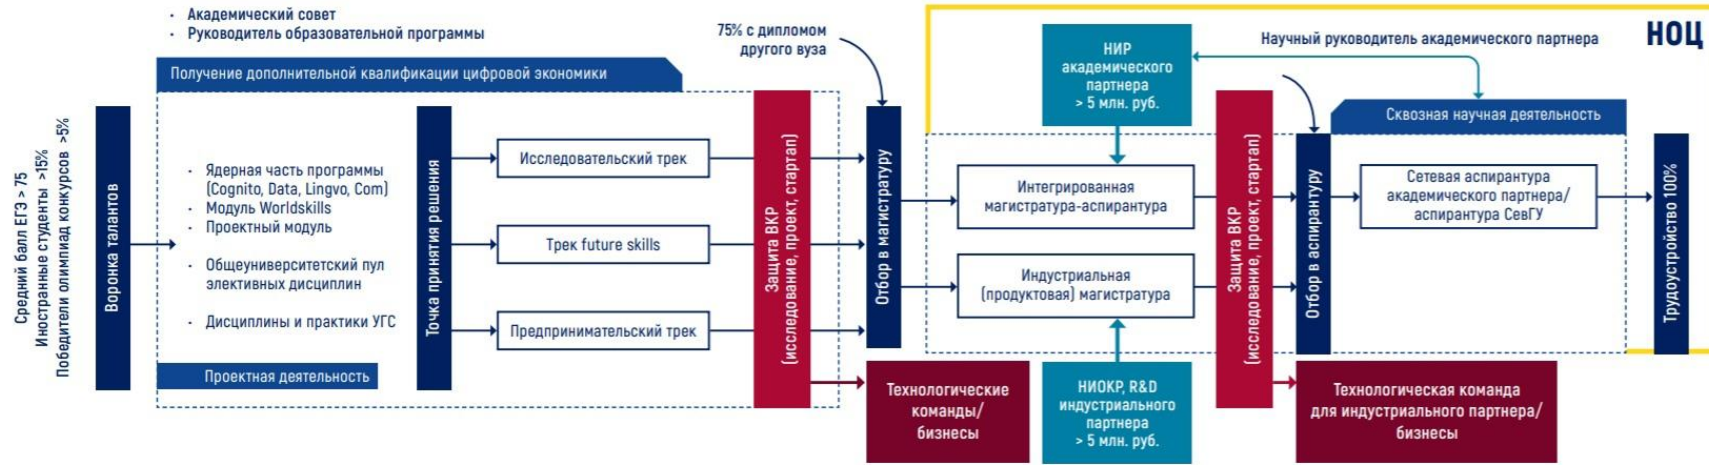 · Академический совет
· Руководитель образовательной программы
Получение дополнительной квалификации цифровой экономики
Средний балл ЕГЭ > 75
Иностранные студенты >15%
Победители олимпиад конкурсов >5%
Воронка талантов
· Ядерная часть программы
(Cognito, Data, Lingvo, Com)
· Модуль Worldskills
· Проектный модуль
· Общеуниверситетский пул
элективных дисциплин
· Дисциплины и практики УГС
Проектная деятельность
Точка принятия решения
Исследовательский трек
Трек future skills
Предпринимательский трек
Защита ВКР
(исследование, проект, стартап)
75% с дипломом
другого вуза
Отбор в магистратуру
Технологические
команды/
бизнесы
НИР
академического
партнера
> 5 млн. руб.
Интегрированная
магистратура-аспирантура
Индустриальная
(продуктовая) магистратура
НИОКР, R&D
индустриального
партнера
> 5 млн. руб.
Защита ВКР
(исследование, проект, стартап)
Научный руководитель академического партнера
НОЦ
Отбор в аспирантуру
Сквозная научная деятельность
Сетевая аспирантура
академического партнера/
аспирантура СевГУ
Технологическая команда
для индустриального партнера/
бизнесы
Трудоустройство 100%